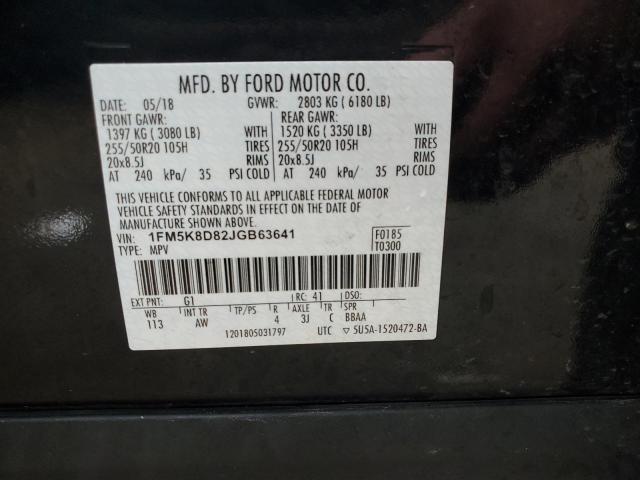 MFD. BY FORD MOTOR CO.
DATE: 05/18 GVWR: 2803 KG ( 6180 LB)
FRONT GAWR: REAR GAWR:
1397 KG ( 3080 LB) WITH 1520 KG ( 3350 LB) WITH
255/50R20 105H TIRES 255/50R20 105H TIRES
20x8.5J RIMS 20x8.5J RIMS
AT 240 kPa/ 35 PSI COLD AT 240 kPa/ 35 PSI COLD
THIS VEHICLE CONFORMS TO ALL APPLICABLE FEDERAL MOTOR
VEHICLE SAFETY STANDARDS IN EFFECT ON THE DATE OF
MANUFACTURE SHOWN ABOVE.
VIN: 1FM5K8D82JGB63641 F0185
TYPE: MPV T0300
EXT PNT: G1 RC: 41 DSO:
WB INT TR TP/PS R AXLE TR
113 AW 4 3J C BBAA
1201805031797 UTC ▽ 5U5A-1520472-BA